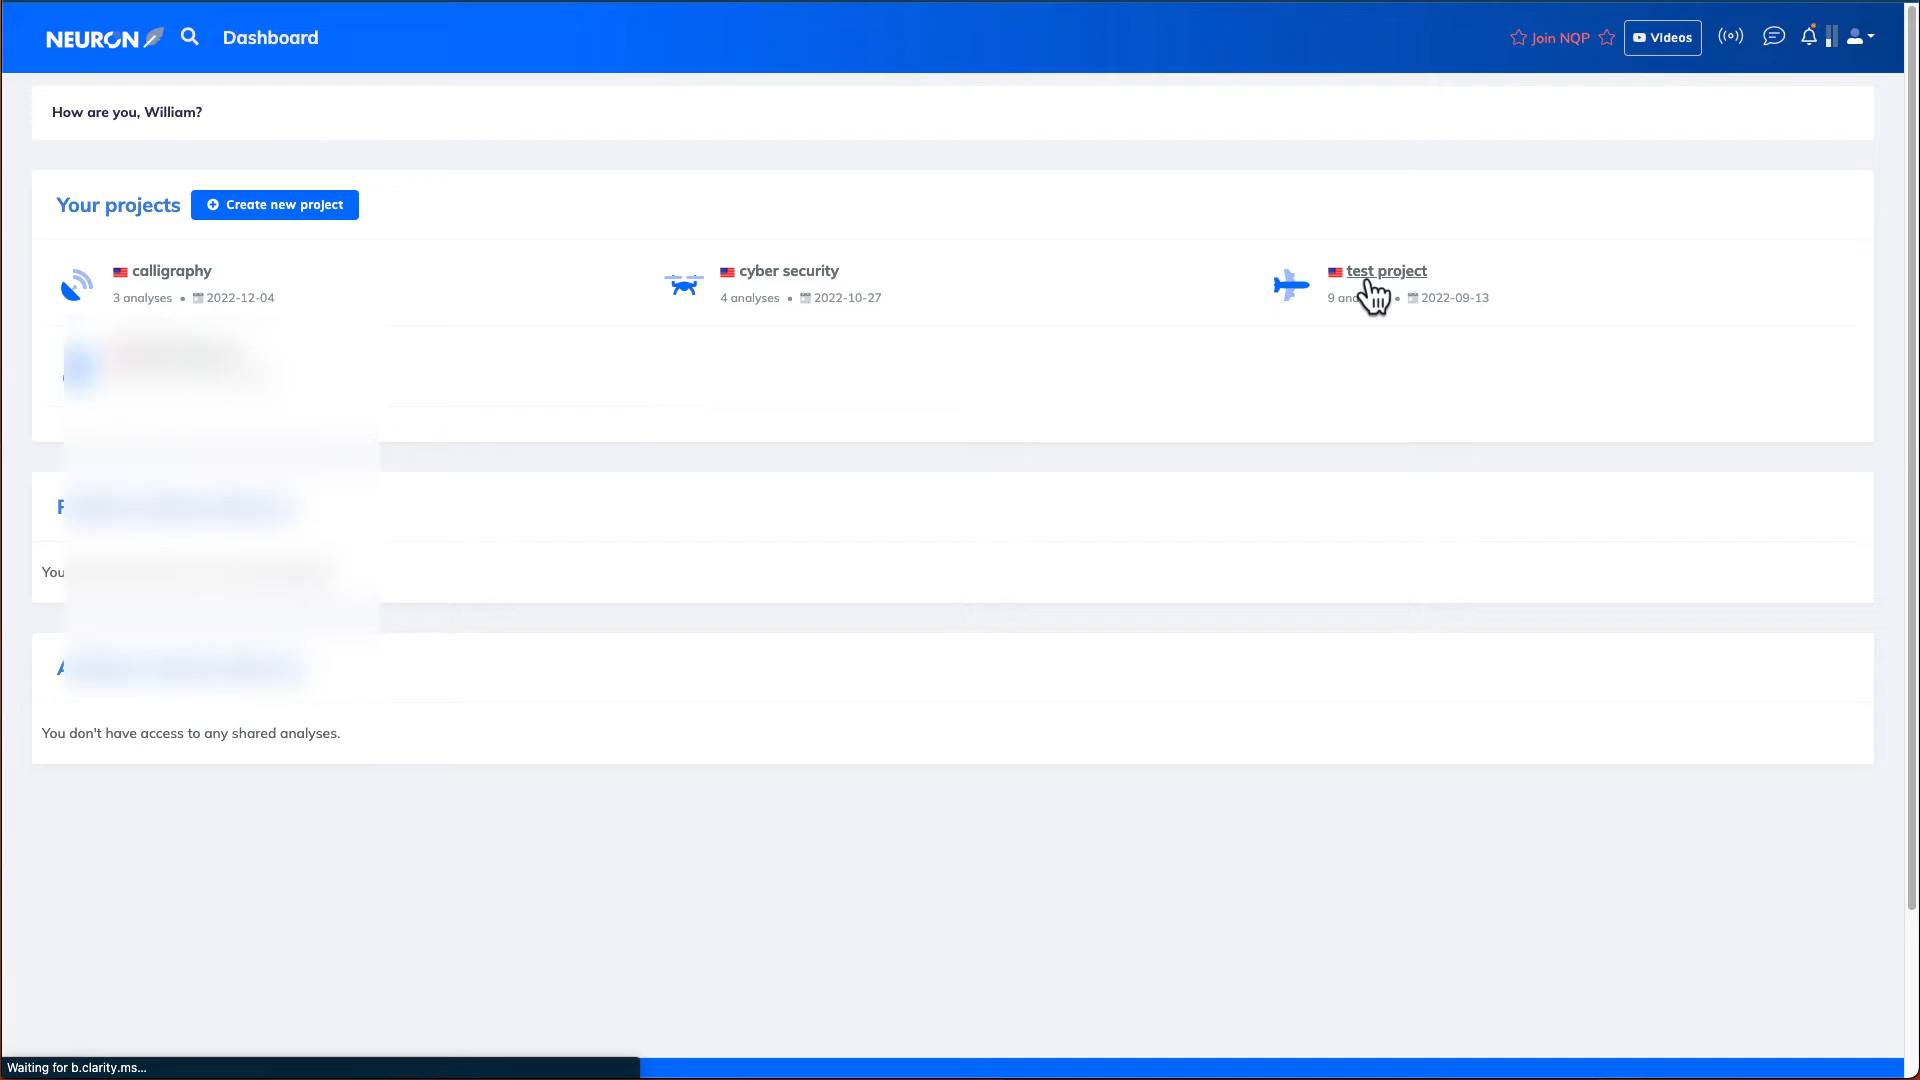 NEURON Dashboard Join NQP Videos
How are you, William?
Your projects Create new project
calligraphy
3 analyses • 2022-12-04
cyber security
4 analyses • 2022-10-27
test project
9 • 2022-09-13
You
You don't have access to any shared analyses.
Waiting for b.clarity.ms...